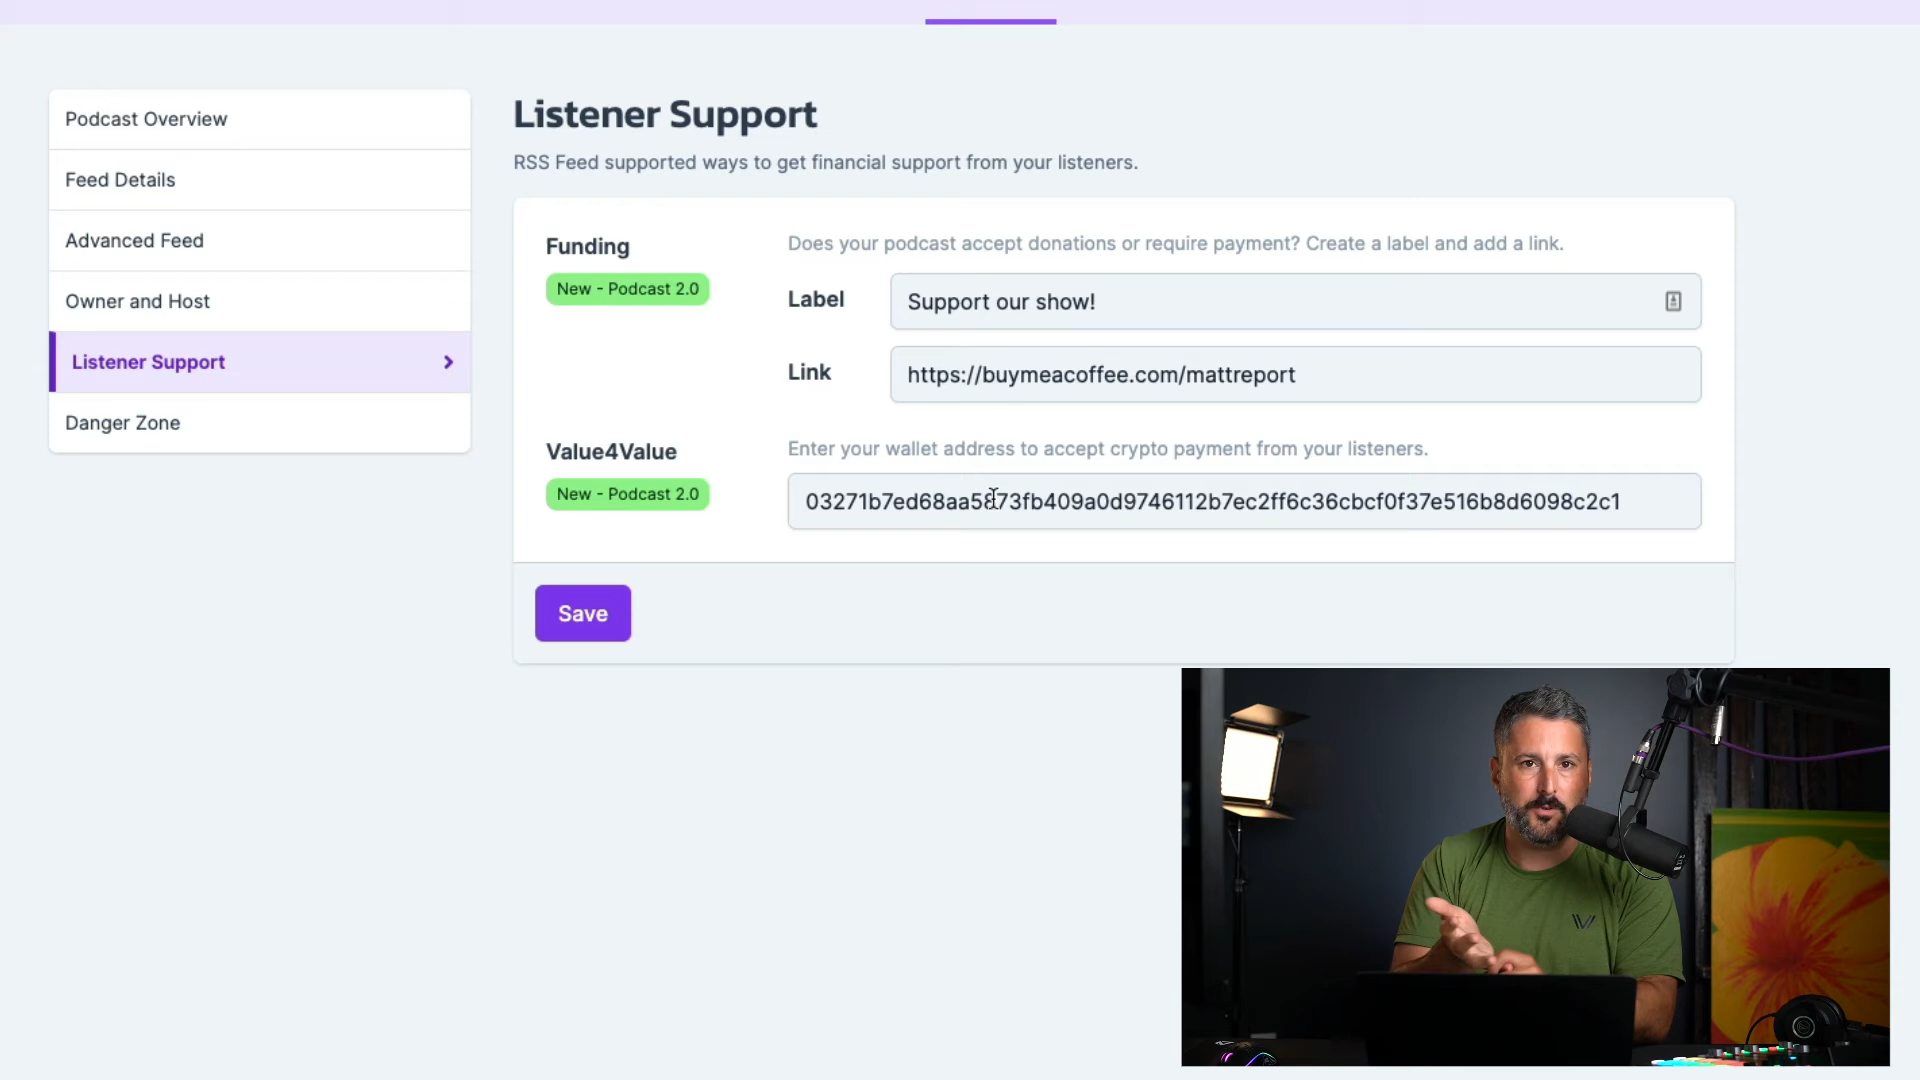 Podcast Overview
Feed Details
Advanced Feed
Owner and Host
Listener Support
Danger Zone
Listener Support
RSS Feed supported ways to get financial support from your listeners.
Funding
New - Podcast 2.0
Does your podcast accept donations or require payment? Create a label and add a link.
Label
Support our show!
Link
https://buymeacoffee.com/mattreport
Value4Value
New - Podcast 2.0
Enter your wallet address to accept crypto payment from your listeners.
03271b7ed68aa5873fb409a0d9746112b7ec2ff6c36cbcf0f37e516b8d6098c2c1
Save